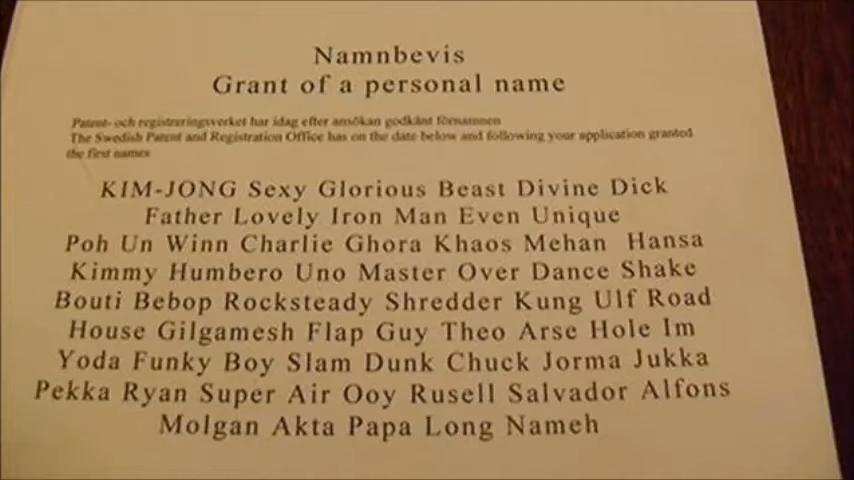 Namnbevis
Grant of a personal name
Patent- och registreringsverket har idag efter ansökan godkänt förnamnen
The Swedish Patent and Registration Office has on the date below and following your application granted
the first names
KIM-JONG Sexy Glorious Beast Divine Dick
Father Lovely Iron Man Even Unique
Poh Un Winn Charlie Ghora Khaos Mehan Hansa
Kimmy Humbero Uno Master Over Dance Shake
Bouti Bebop Rocksteady Shredder Kung Ulf Road
House Gilgamesh Flap Guy Theo Arse Hole Im
Yoda Funky Boy Slam Dunk Chuck Jorma Jukka
Pekka Ryan Super Air Ooy Rusell Salvador Alfons
Molgan Akta Papa Long Nameh